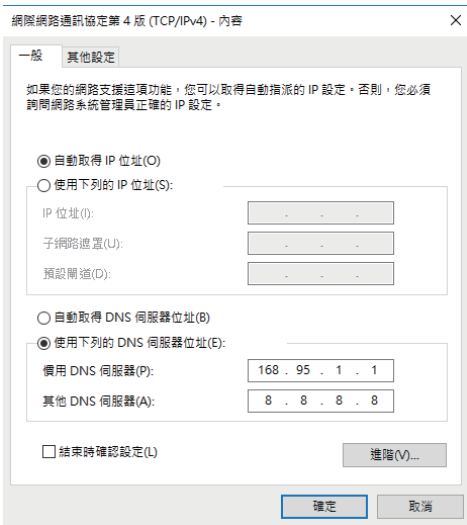 網際網路通訊協定第 4 版 (TCP/IPv4) - 內容
一般 其他設定
如果您的網路支援這項功能，您可以取得自動指派的 IP 設定。否則，您必須
詢問網路系統管理員正確的 IP 設定。
自動取得 IP 位址(O)
使用下列的 IP 位址(S):
IP 位址(I):
子網路遮罩(U):
預設閘道(D):
自動取得 DNS 伺服器位址(B)
使用下列的 DNS 伺服器位址(E):
慣用 DNS 伺服器(P): 168 . 95 . 1 . 1
其他 DNS 伺服器(A): 8 . 8 . 8 . 8
結束時確認設定(L) 進階(V)...
確定 取消